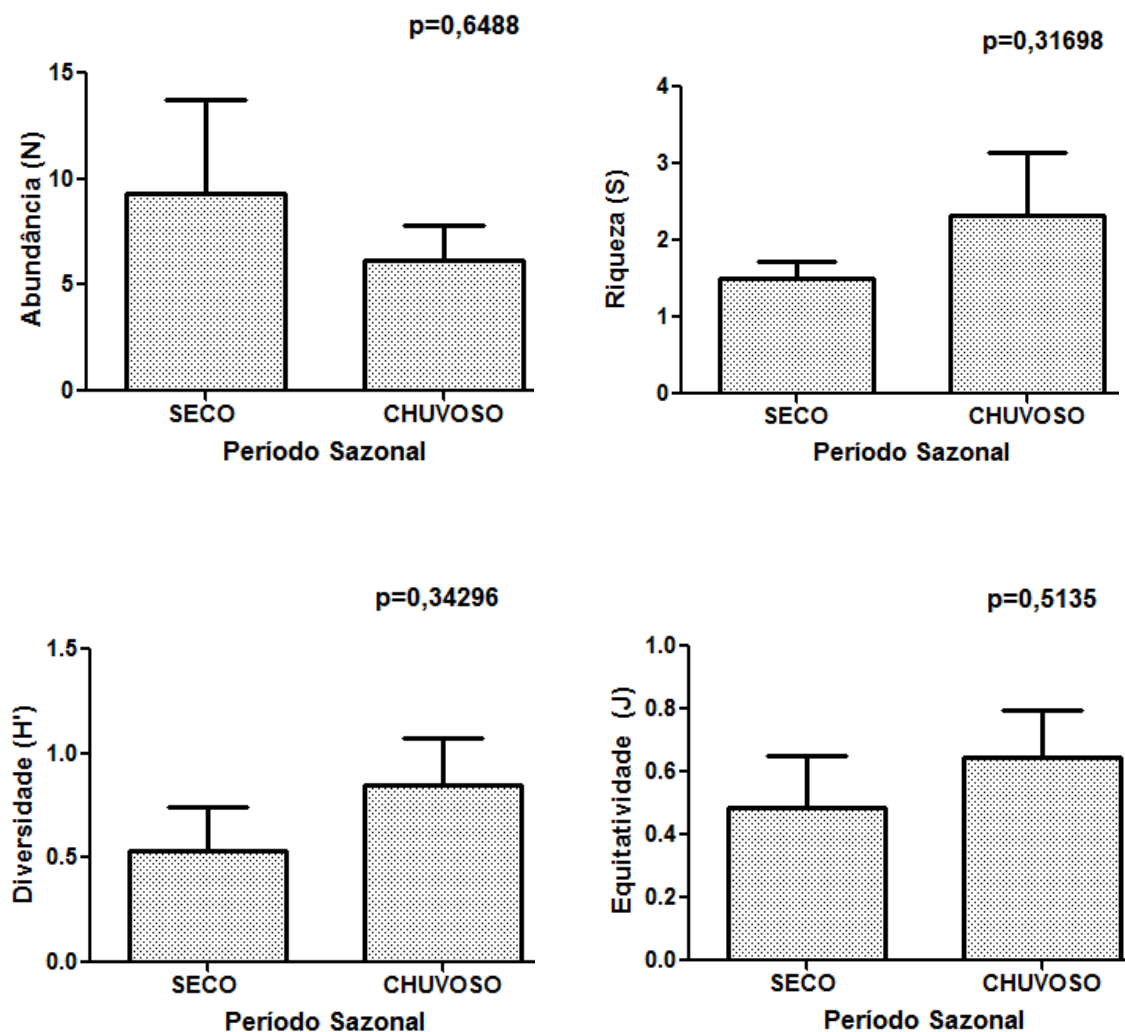 p=0,6488
15
10
5
0
Abundância (N)
SECO
CHUVOSO
Período Sazonal
p=0,31698
4
3
2
1
0
Riqueza (S)
SECO
CHUVOSO
Período Sazonal
p=0,34296
1.5
1.0
0.5
0.0
Diversidade (H')
SECO
CHUVOSO
Período Sazonal
p=0,5135
1.0
0.8
0.6
0.4
0.2
0.0
Equitatividade (J)
SECO
CHUVOSO
Período Sazonal